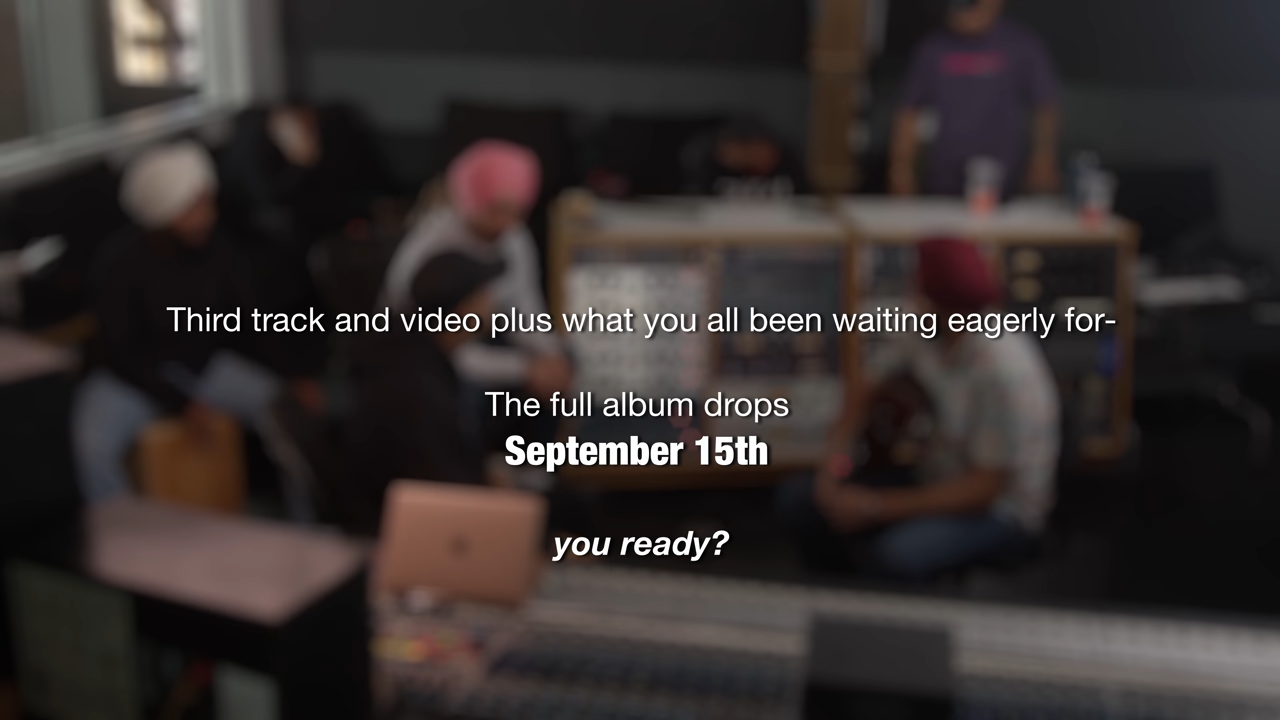 Third track and video plus what you all been waiting eagerly for-
The full album drops
September 15th
you ready?